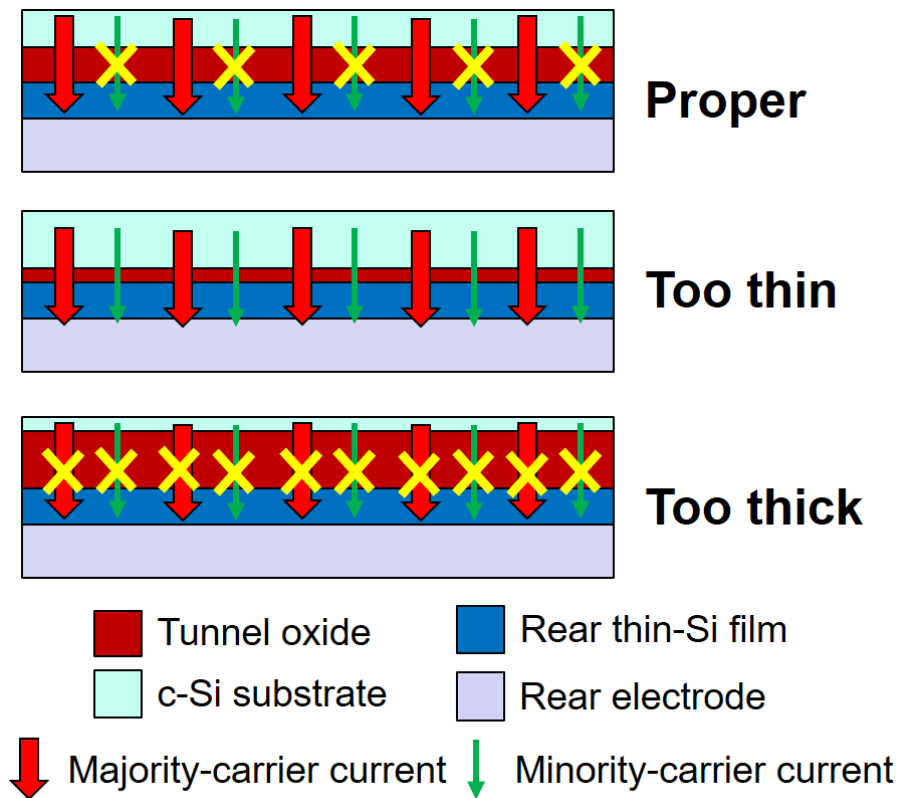 Proper
Too thin
Too thick
Tunnel oxide
Rear thin-Si film
c-Si substrate
Rear electrode
Majority-carrier current
Minority-carrier current